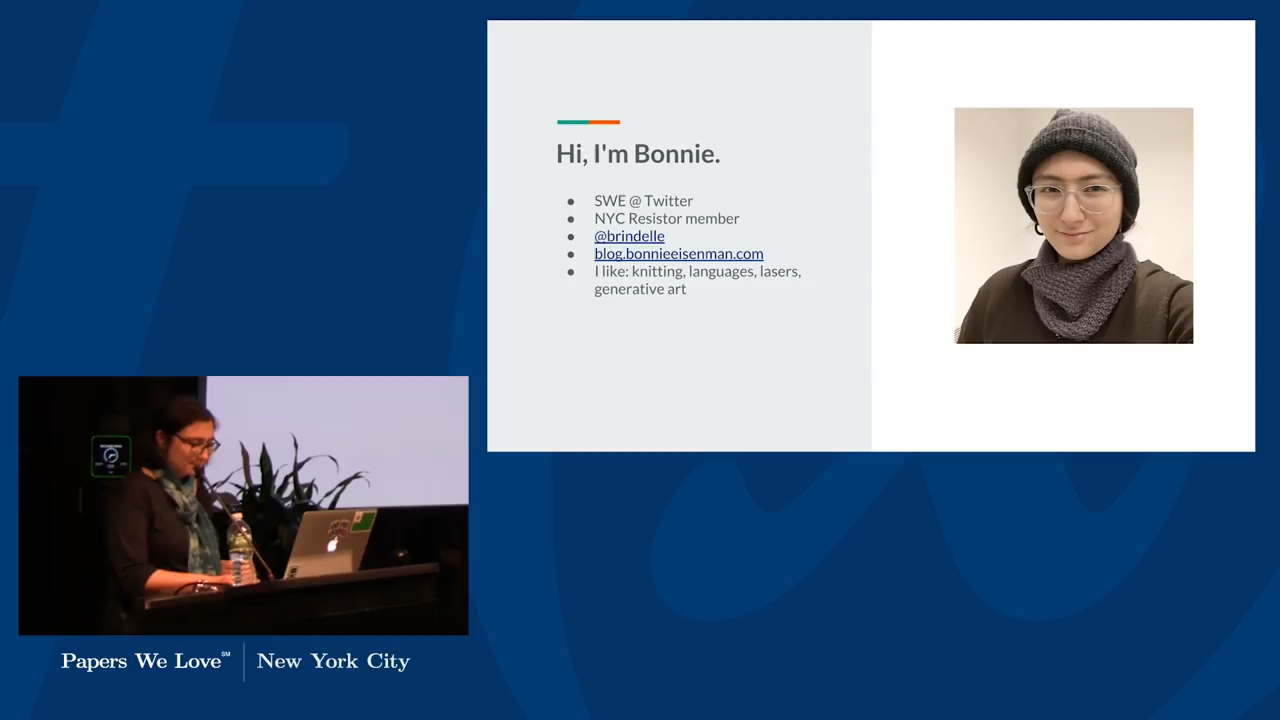 Hi, I'm Bonnie.
SWE @ Twitter
NYC Resistor member
@brindelle
blog.bonnieeisenman.com
I like: knitting, languages, lasers,
generative art
Papers We Love℠
New York City